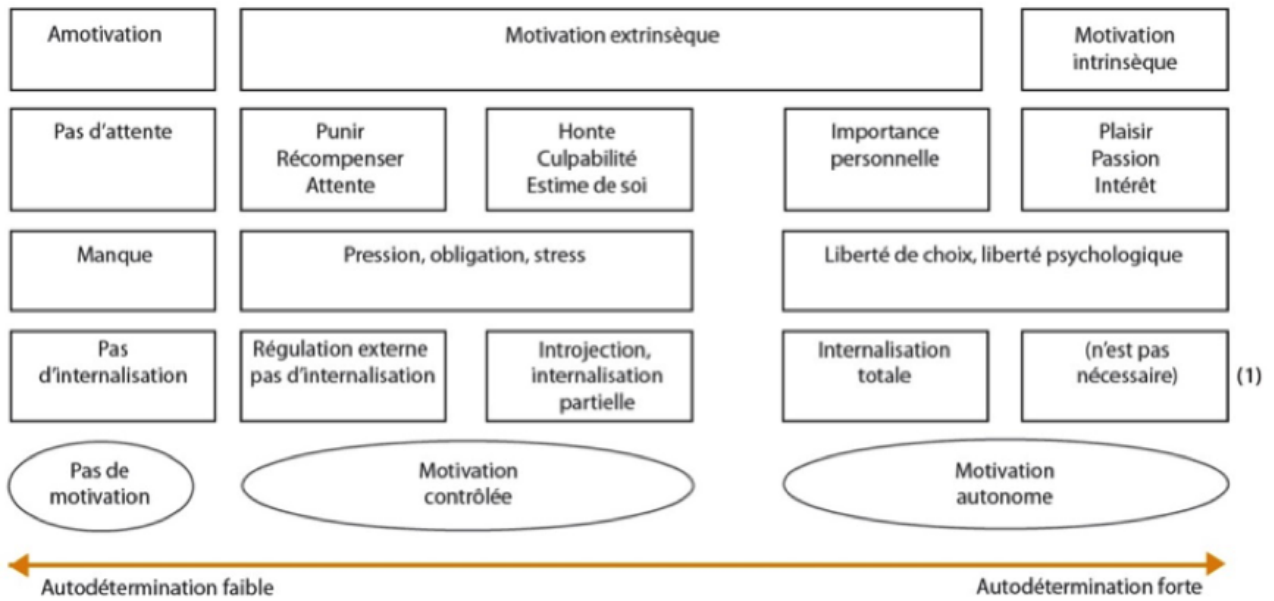 Amotivation
Motivation extrinsèque
Motivation
intrinsèque
Pas d'attente
Punir
Récompenser
Attente
Honte
Culpabilité
Estime de soi
Importance
personnelle
Plaisir
Passion
Intérêt
Manque
Pression, obligation, stress
Liberté de choix, liberté psychologique
Pas
d'internalisation
Régulation externe
pas d'internalisation
Introjection,
internalisation
partielle
Internalisation
totale
(n'est pas
nécessaire)
(1)
Pas de
motivation
Motivation
contrôlée
Motivation
autonome
Autodétermination faible
Autodétermination forte